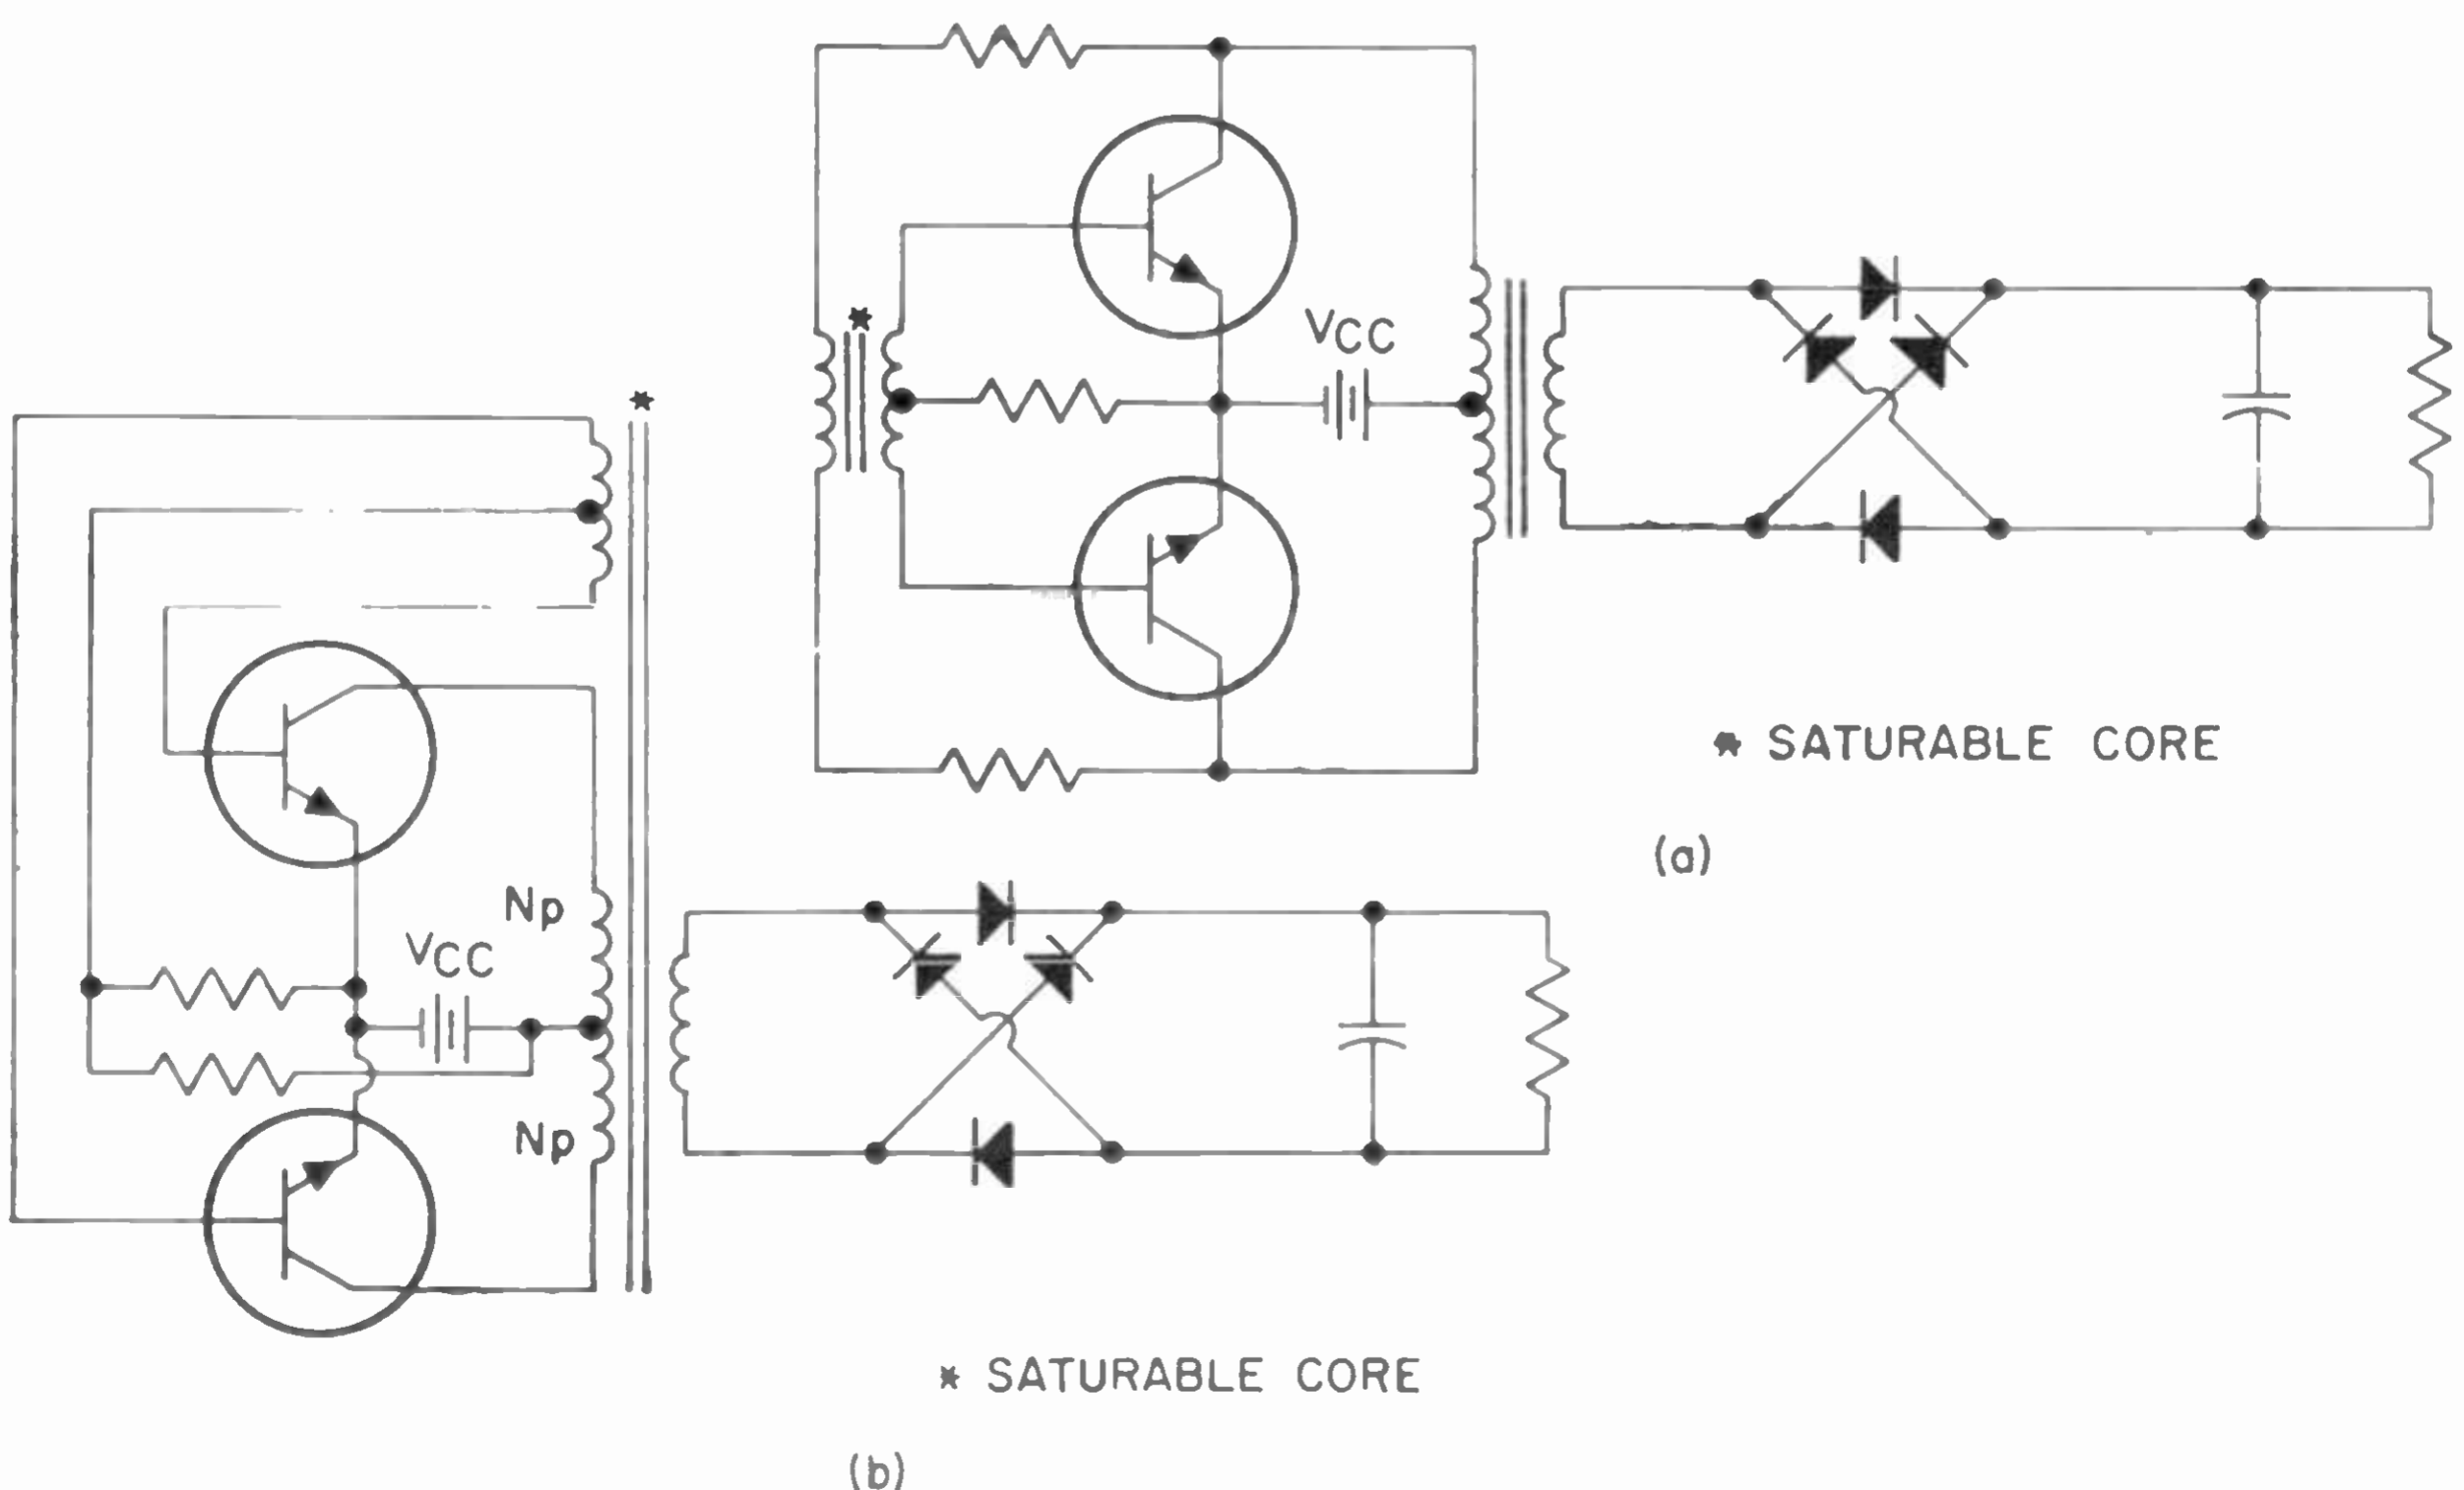 VCC
* SATURABLE CORE
(a)
*
*
Np
VCC
Np
* SATURABLE CORE
(b)